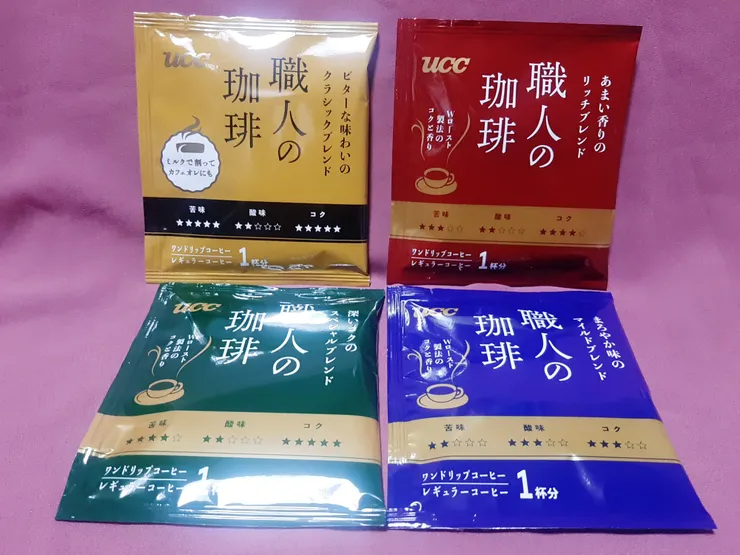 ucc
職人の
珈琲
ビターな味わいの
クラシックブレンド
ミルクで割って
カフェオレにも
苦味 酸味 コク
★★★★★ ★★☆☆☆ ★★★★★
ワンドリップコーヒー
レギュラーコーヒー 1杯分
ucc
職人の
珈琲
あまい香りの
リッチブレンド
Wロースト
製法の
コクと香り
苦味 酸味 コク
★★★☆☆ ★★☆☆☆ ★★★★☆
ワンドリップコーヒー
レギュラーコーヒー 1杯分
ucc
職人の
珈琲
深いコクの
スペシャルブレンド
Wロースト
製法の
コクと香り
苦味 酸味 コク
★★★★☆ ★★☆☆☆ ★★★★★
ワンドリップコーヒー
レギュラーコーヒー 1
ucc
職人の
珈琲
まろやか味の
マイルドブレンド
Wロースト
製法の
コクと香り
苦味 酸味 コク
★★☆☆☆ ★★★☆☆ ★★★☆☆
ワンドリップコーヒー
レギュラーコーヒー 1杯分